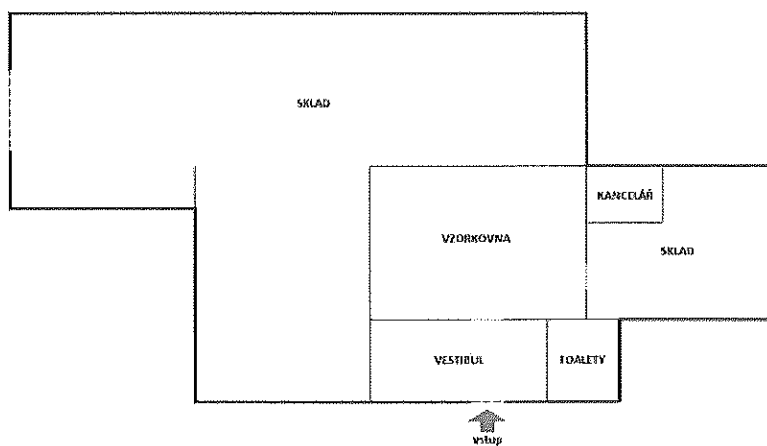 SKLAD
KANCELÁŘ
VZORKOVNA
SKLAD
VESTIBUL
TOALETY
vstup